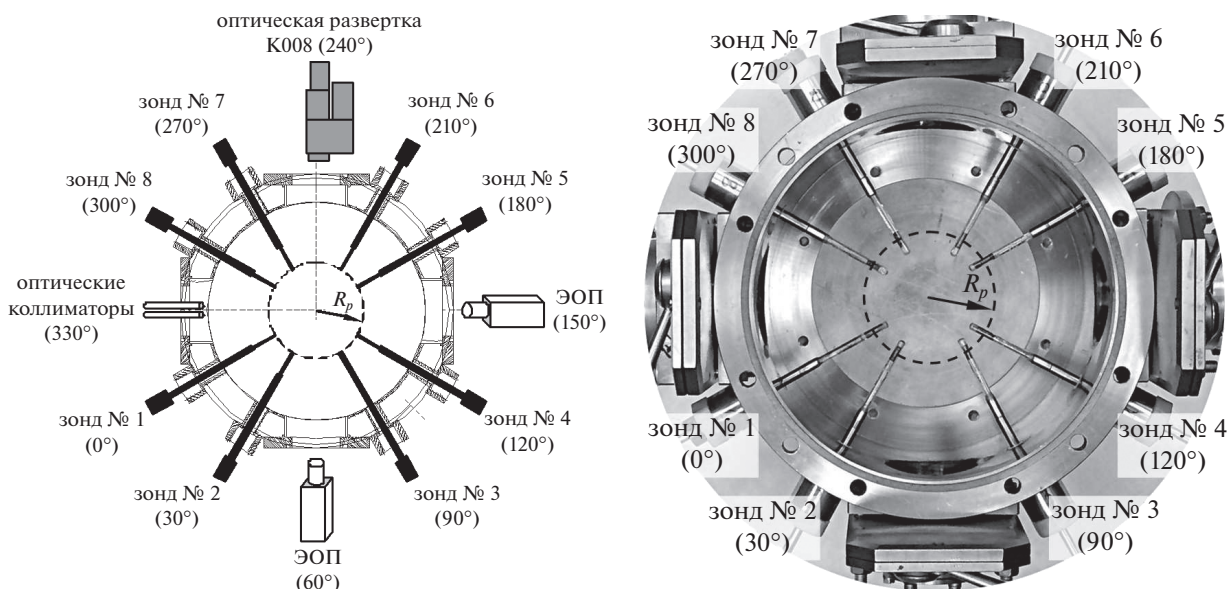 оптическая развертка
K008 (240°)
зонд № 7
(270°)
зонд № 6
(210°)
зонд № 8
(300°)
зонд № 5
(180°)
оптические
коллиматоры
(330°)
R_p
ЭОП
(150°)
зонд № 1
(0°)
зонд № 4
(120°)
зонд № 2
(30°)
зонд № 3
(90°)
ЭОП
(60°)
зонд № 7
(270°)
зонд № 6
(210°)
зонд № 8
(300°)
зонд № 5
(180°)
R_p
зонд № 1
(0°)
зонд № 4
(120°)
зонд № 2
(30°)
зонд № 3
(90°)